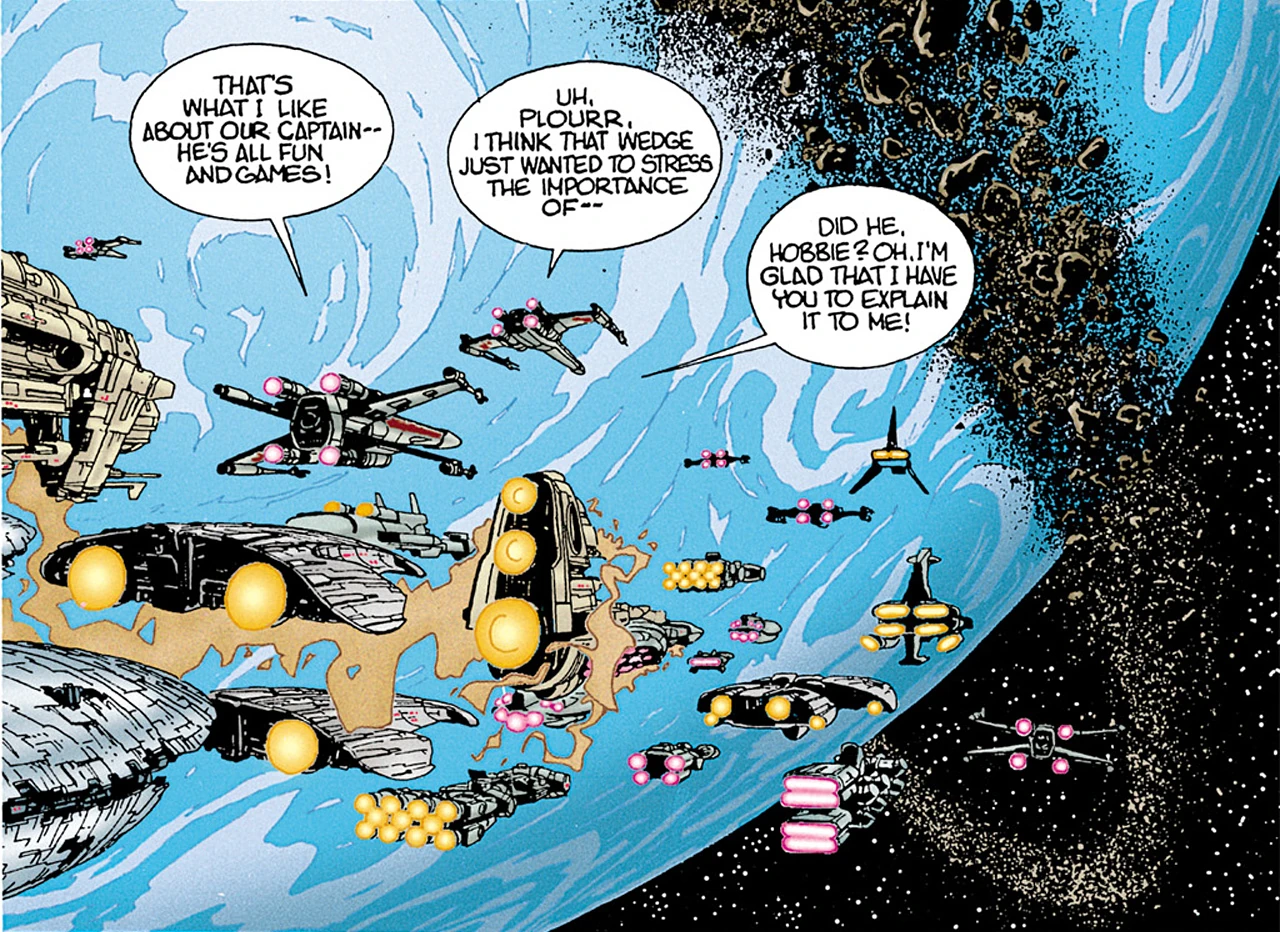 THAT'S
WHAT I LIKE
ABOUT OUR CAPTAIN--
HE'S ALL FUN
AND GAMES!
UH,
PLOURR,
I THINK THAT WEDGE
JUST WANTED TO STRESS
THE IMPORTANCE
OF--
DID HE,
HOBBIE? OH, I'M
GLAD THAT I HAVE
YOU TO EXPLAIN
IT TO ME!